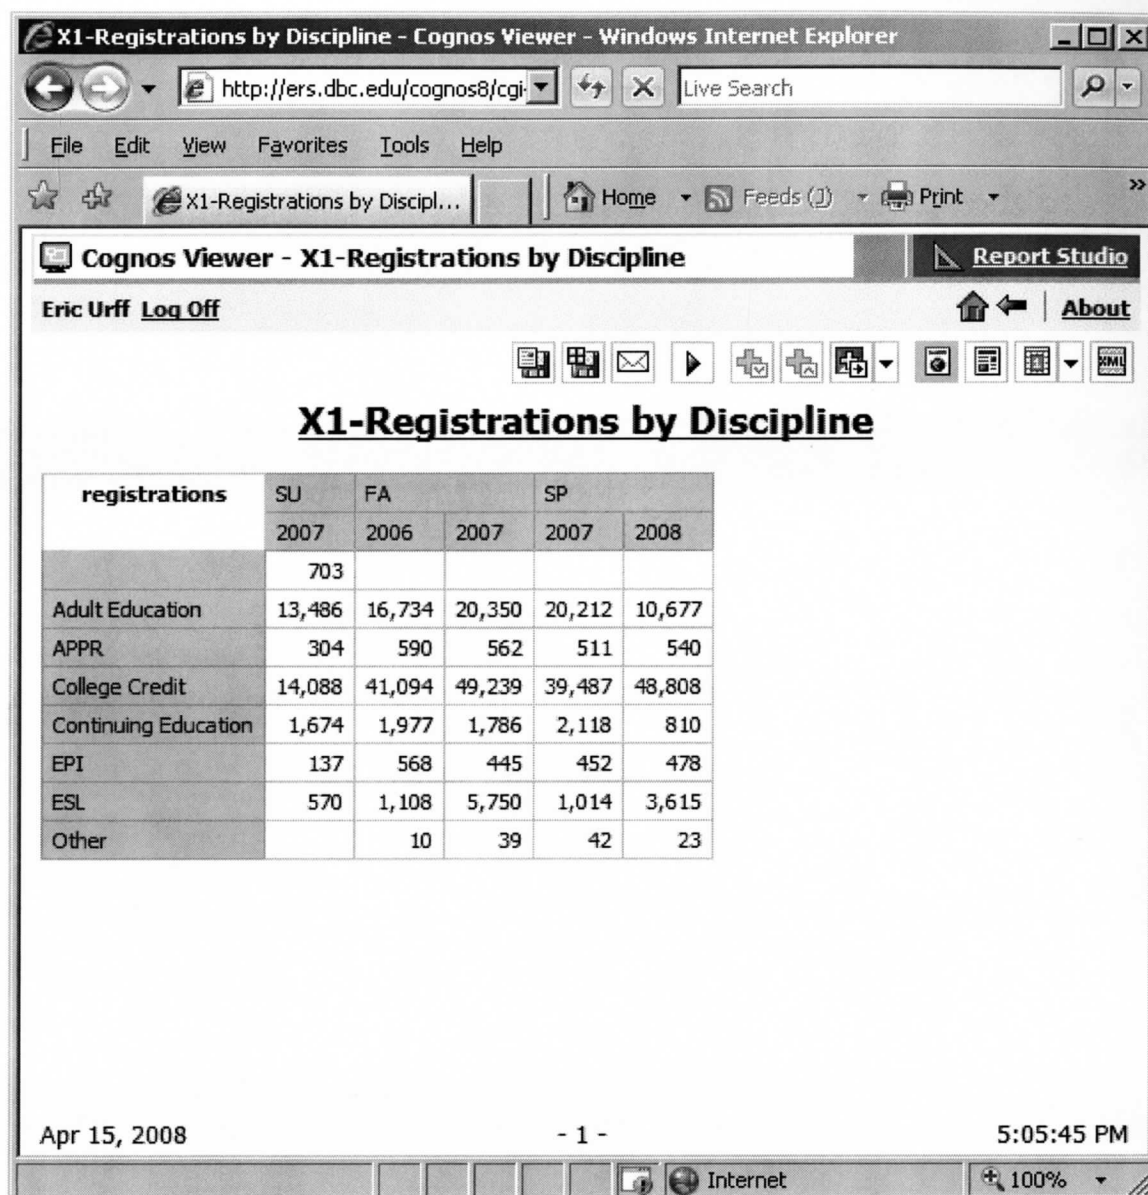 X1-Registrations by Discipline - Cognos Viewer - Windows Internet Explorer
http://ers.dbc.edu/cognos8/cgi- Live Search
File Edit View Favorites Tools Help
X1-Registrations by Discipl... Home Feeds (J) Print »
Cognos Viewer - X1-Registrations by Discipline Report Studio
Eric Urff Log Off About
XML
X1-Registrations by Discipline
registrations SU FA SP
2007 2006 2007 2007 2008
703
Adult Education 13,486 16,734 20,350 20,212 10,677
APPR 304 590 562 511 540
College Credit 14,088 41,094 49,239 39,487 48,808
Continuing Education 1,674 1,977 1,786 2,118 810
EPI 137 568 445 452 478
ESL 570 1,108 5,750 1,014 3,615
Other 10 39 42 23
Apr 15, 2008 - 1 - 5:05:45 PM
Internet 100%